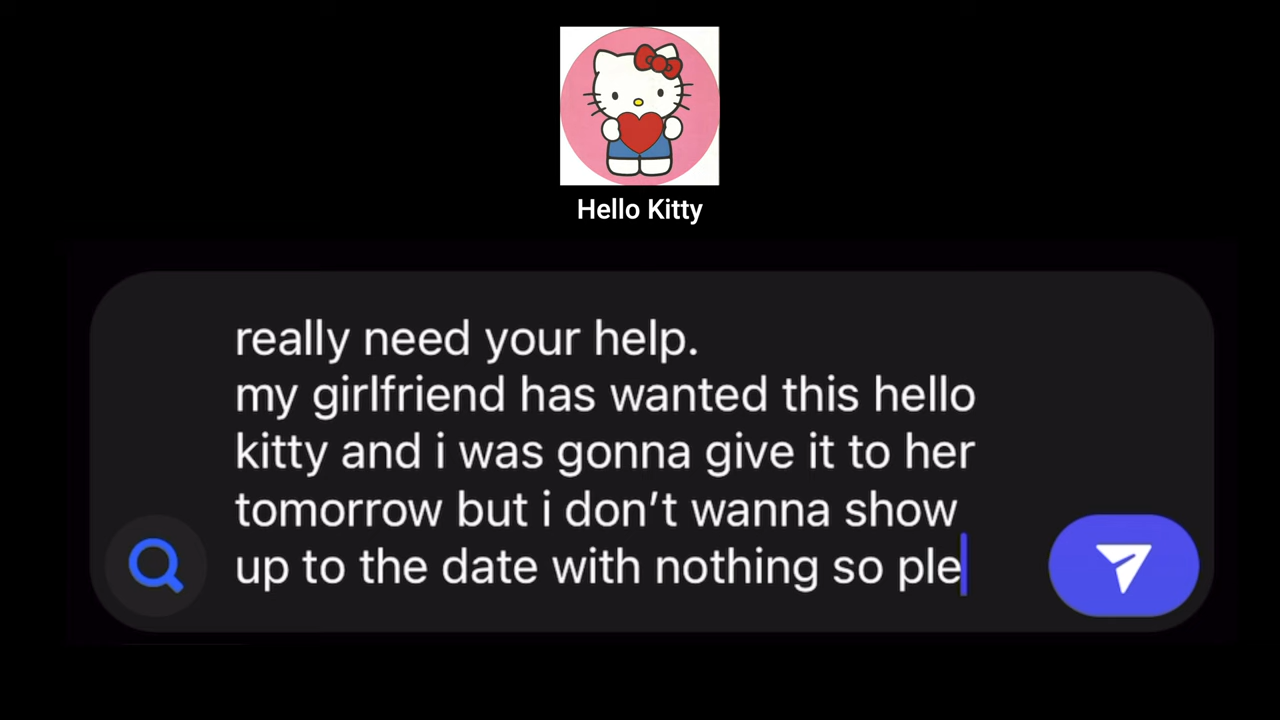 Hello Kitty
really need your help.
my girlfriend has wanted this hello
kitty and i was gonna give it to her
tomorrow but i don’t wanna show
up to the date with nothing so ple